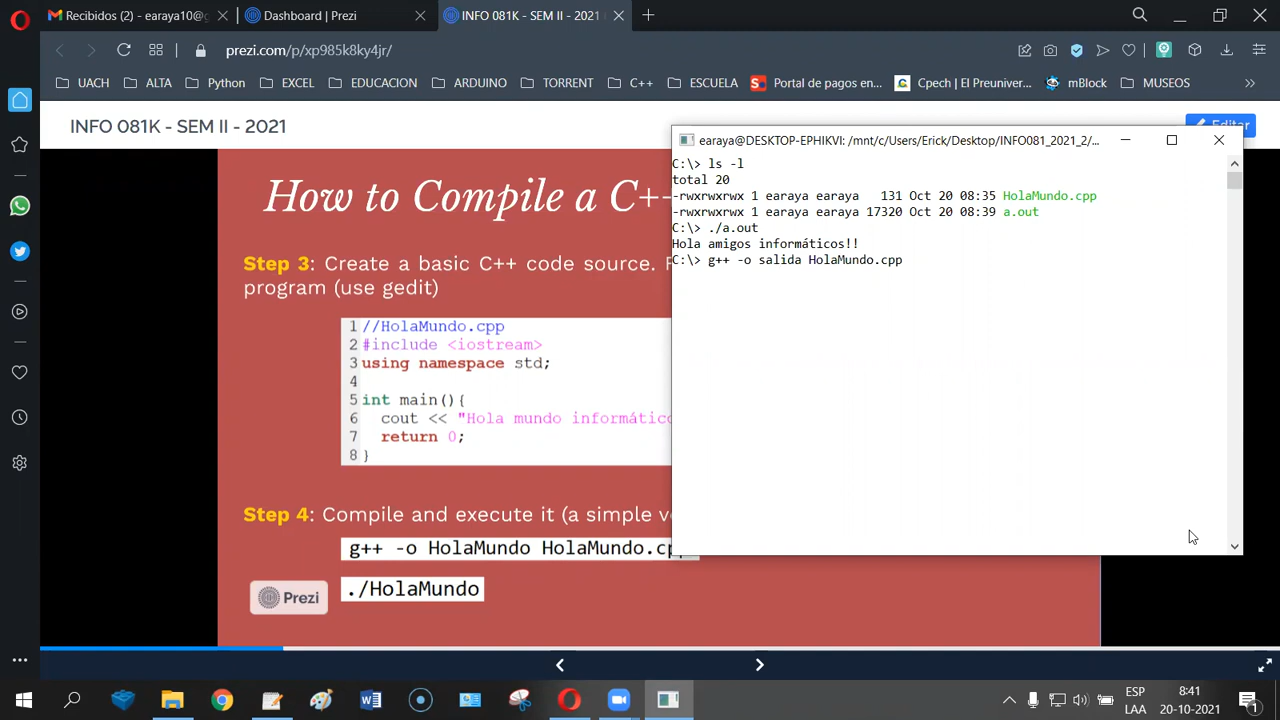 Recibidos (2) - earaya10@g
Dashboard | Prezi
INFO 081K - SEM II - 2021
prezi.com/p/xp985k8ky4jr/
UACH
ALTA
Python
EXCEL
EDUCACION
ARDUINO
TORRENT
C++
ESCUELA
Portal de pagos en...
Cpech | El Preuniver...
mBlock
MUSEOS
INFO 081K - SEM II - 2021
Editar
How to Compile a C++
Step 3: Create a basic C++ code source.
program (use gedit)
1 //HolaMundo.cpp
2 #include <iostream>
3 using namespace std;
4
5 int main(){
6 cout << "Hola mundo informático
7 return 0;
8 }
Step 4: Compile and execute it (a simple
g++ -o HolaMundo HolaMundo.cpp
./HolaMundo
Prezi
earaya@DESKTOP-EPHIKVI: /mnt/c/Users/Erick/Desktop/INFO081_2021_2/...
C:\> ls -l
total 20
-rwxrwxrwx 1 earaya earaya 131 Oct 20 08:35 HolaMundo.cpp
-rwxrwxrwx 1 earaya earaya 17320 Oct 20 08:39 a.out
C:\> ./a.out
Hola amigos informáticos!!
C:\> g++ -o salida HolaMundo.cpp
ESP
LAA
8:41
20-10-2021
1